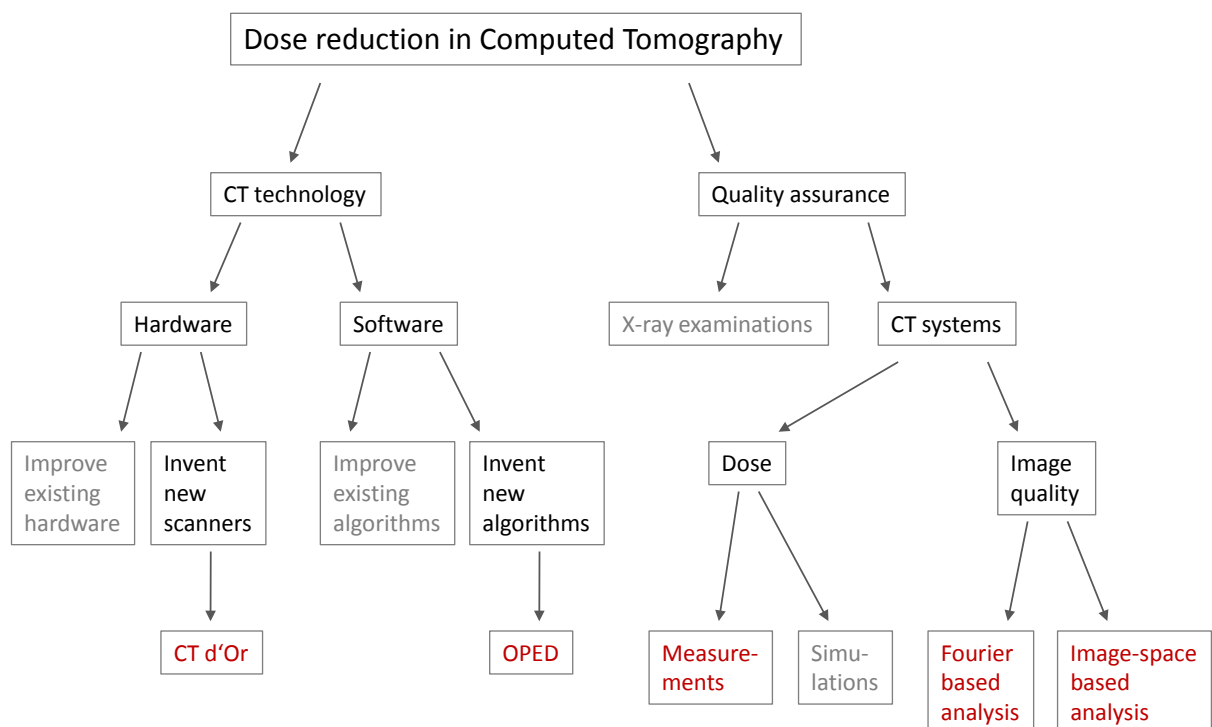 Dose reduction in Computed Tomography
CT technology
Quality assurance
Hardware
Software
X-ray examinations
CT systems
Improve
existing
hardware
Invent
new
scanners
Improve
existing
algorithms
Invent
new
algorithms
Dose
Image
quality
CT d‘Or
OPED
Measure-
ments
Simu-
lations
Fourier
based
analysis
Image-space
based
analysis